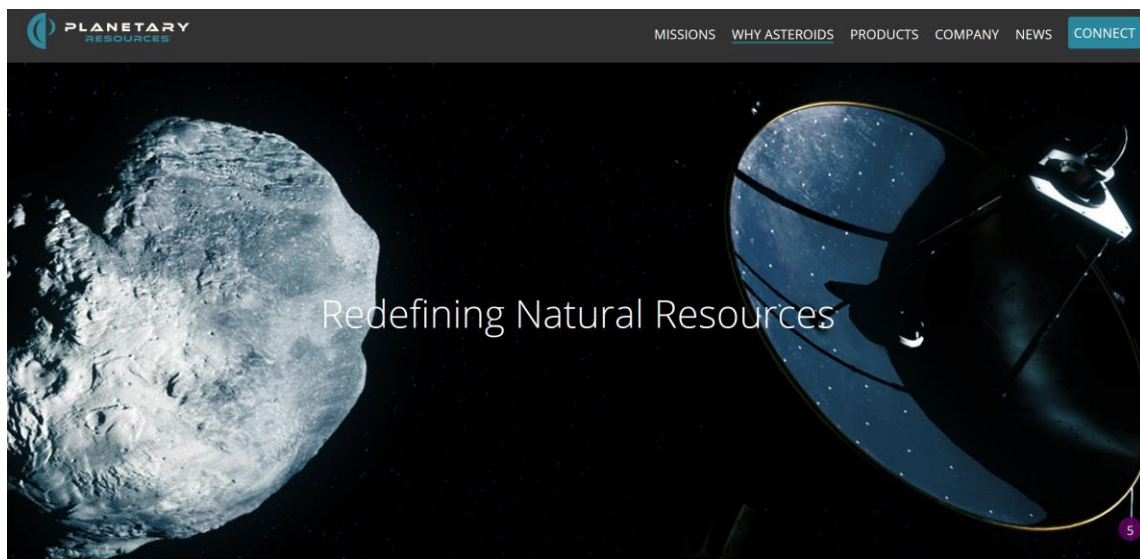 PLANETARY
RESOURCES
MISSIONS WHY ASTEROIDS PRODUCTS COMPANY NEWS CONNECT
Redefining Natural Resources
5